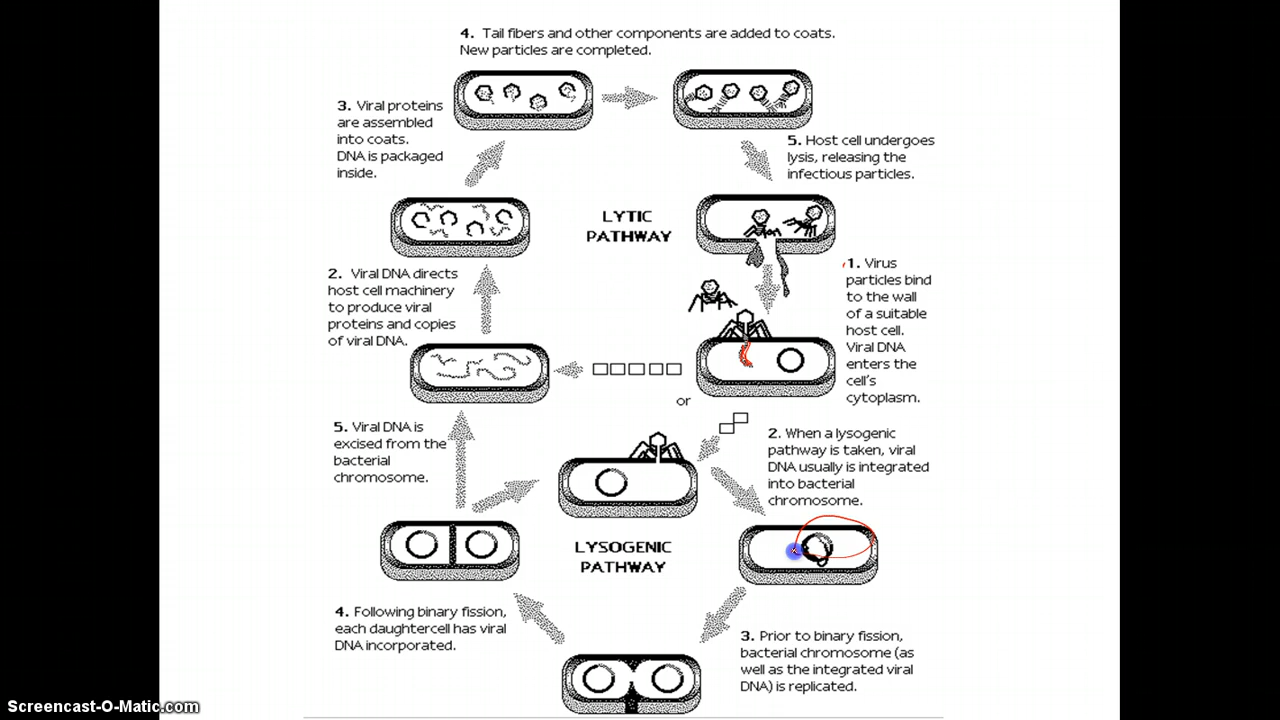 4. Tail fibers and other components are added to coats.
New particles are completed.
3. Viral proteins
are assembled
into coats.
DNA is packaged
inside.
5. Host cell undergoes
lysis, releasing the
infectious particles.
LYTIC
PATHWAY
2. Viral DNA directs
host cell machinery
to produce viral
proteins and copies
of viral DNA.
1. Virus
particles bind
to the wall
of a suitable
host cell.
Viral DNA
enters the
cell's
cytoplasm.
or
5. Viral DNA is
excised from the
bacterial
chromosome.
2. When a lysogenic
pathway is taken, viral
DNA usually is integrated
into bacterial
chromosome.
LYSOGENIC
PATHWAY
4. Following binary fission,
each daughtercell has viral
DNA incorporated.
3. Prior to binary fission,
bacterial chromosome (as
well as the integrated viral
DNA) is replicated.
Screencast-O-Matic.com